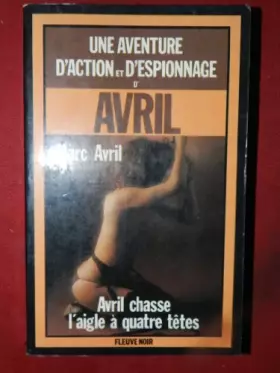 UNE AVENTURE
D'ACTION ET D'ESPIONNAGE
D'
AVRIL
Marc Avril
Avril chasse
l'aigle à quatre têtes
FLEUVE NOIR